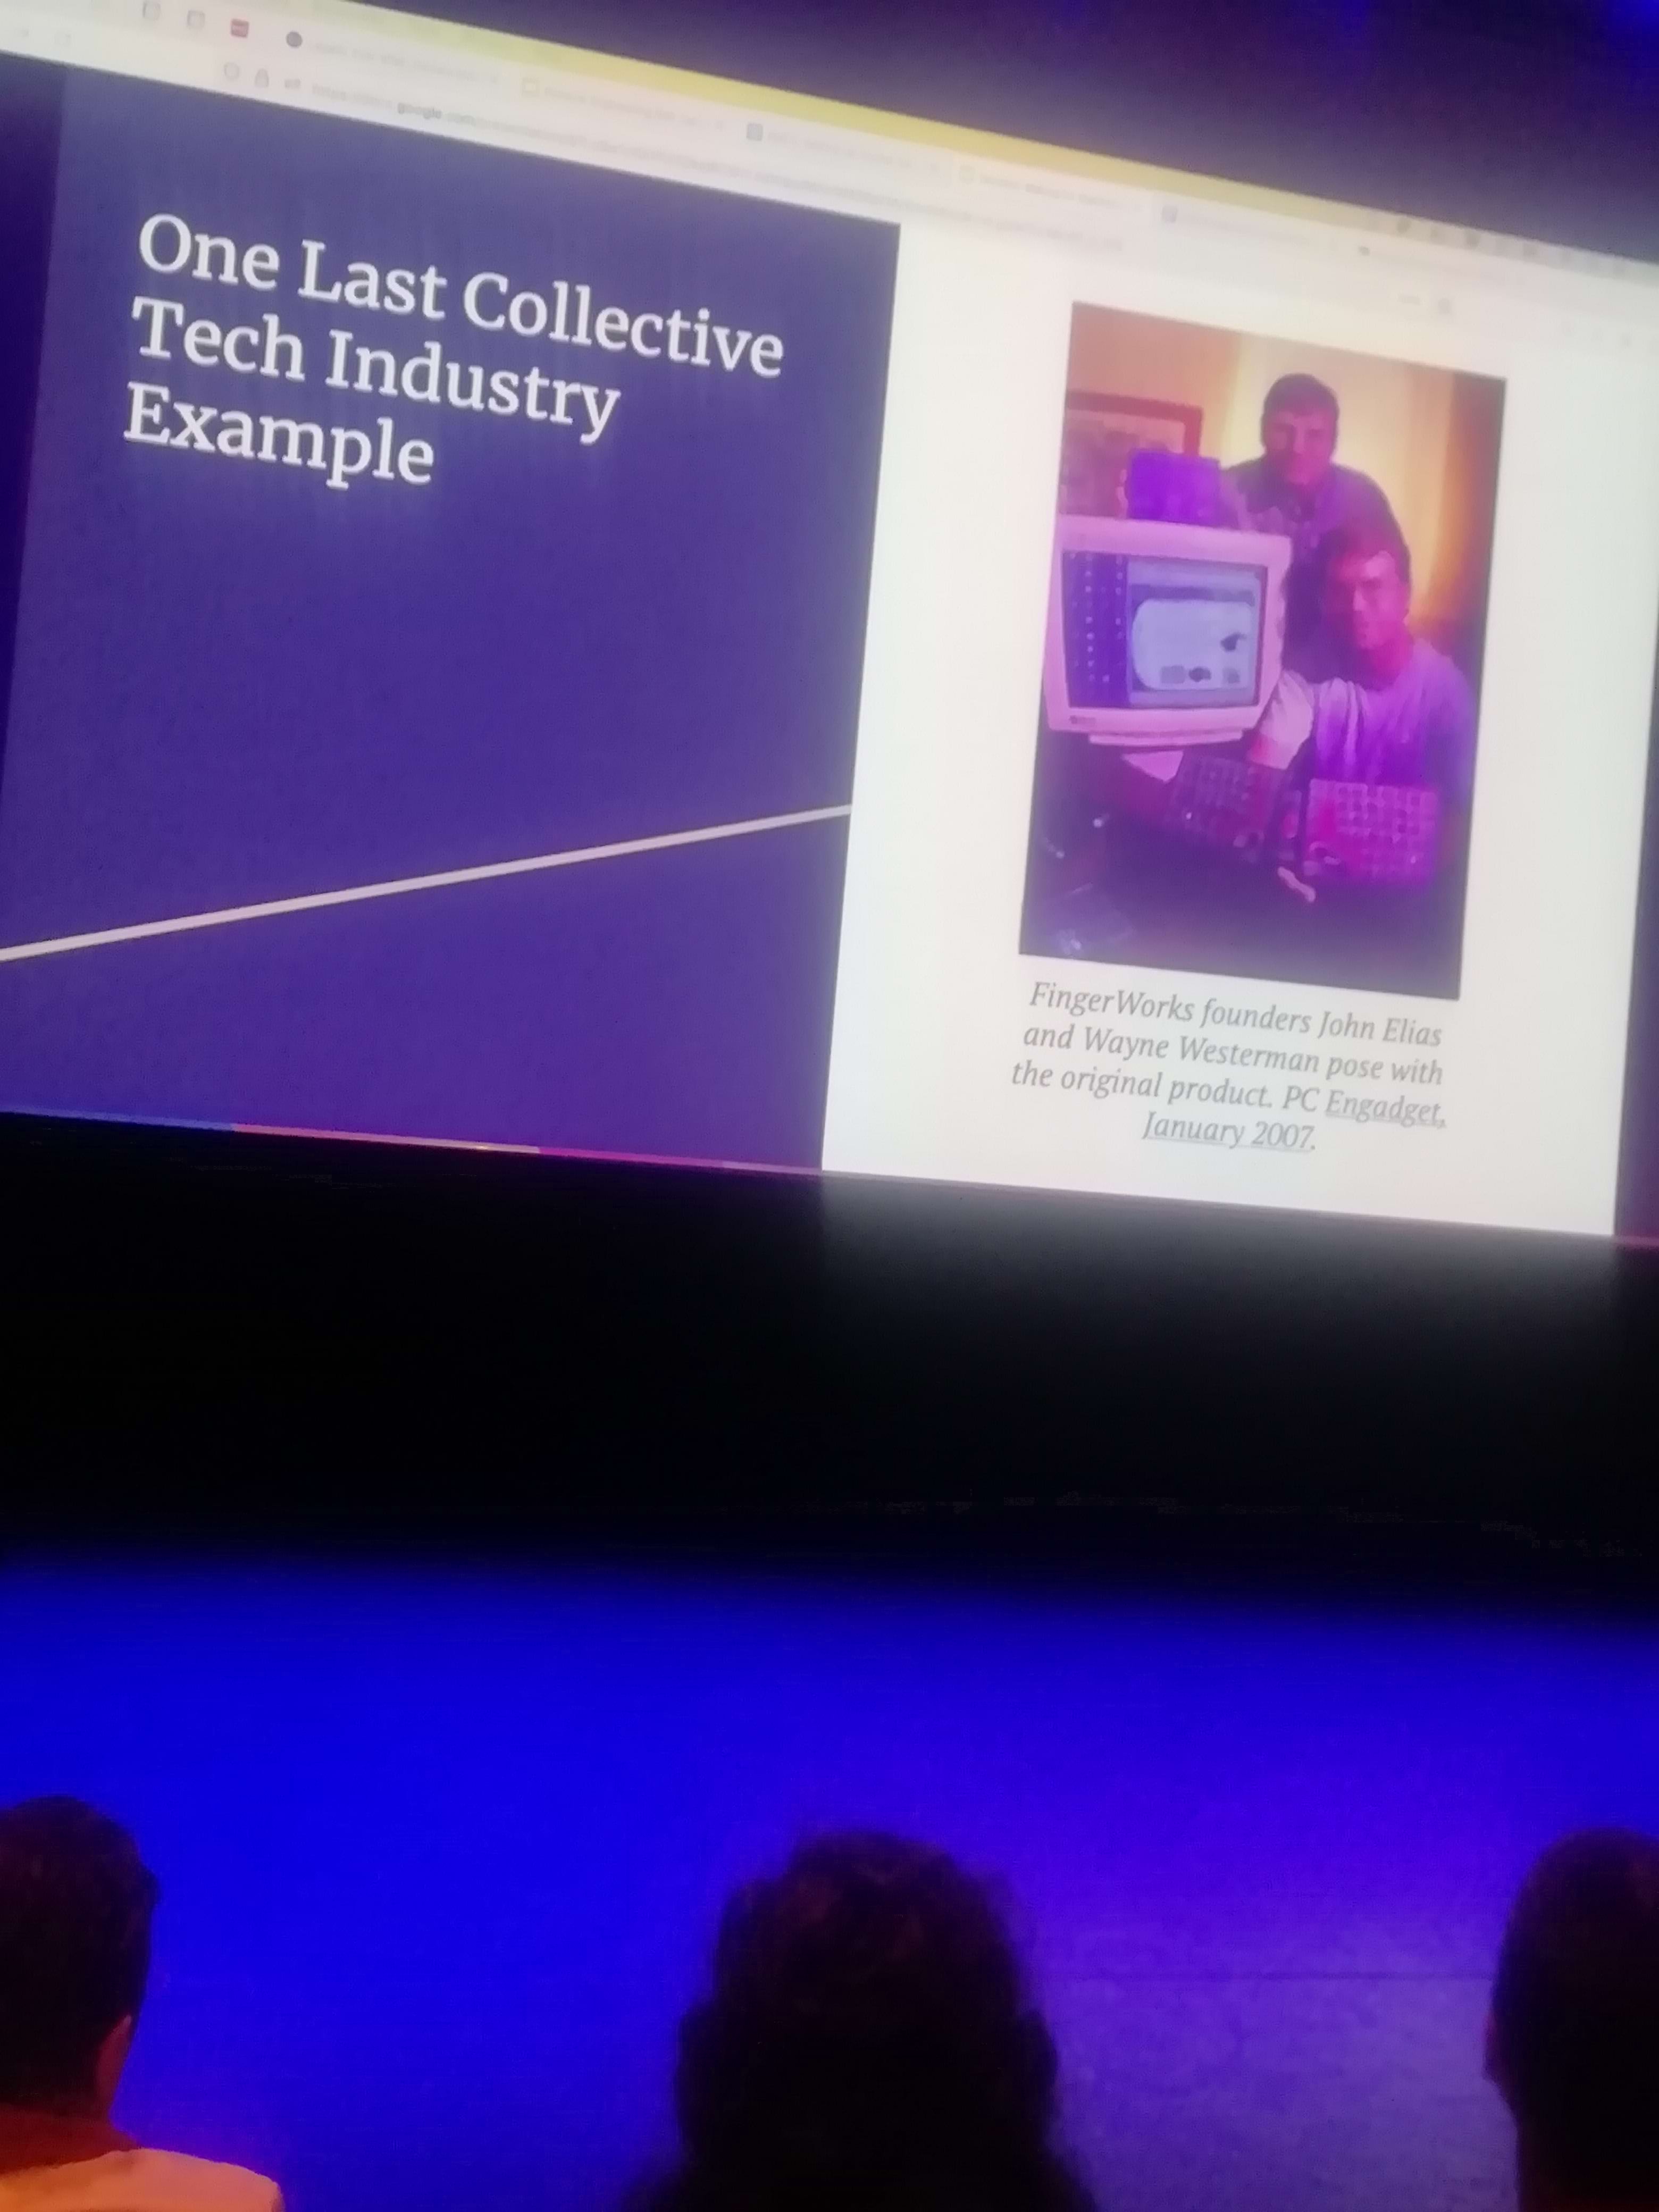 google
One Last Collective
Tech Industry
Example
FingerWorks founders John Elias
and Wayne Westerman pose with
the original product. PC Engadget,
January 2007.